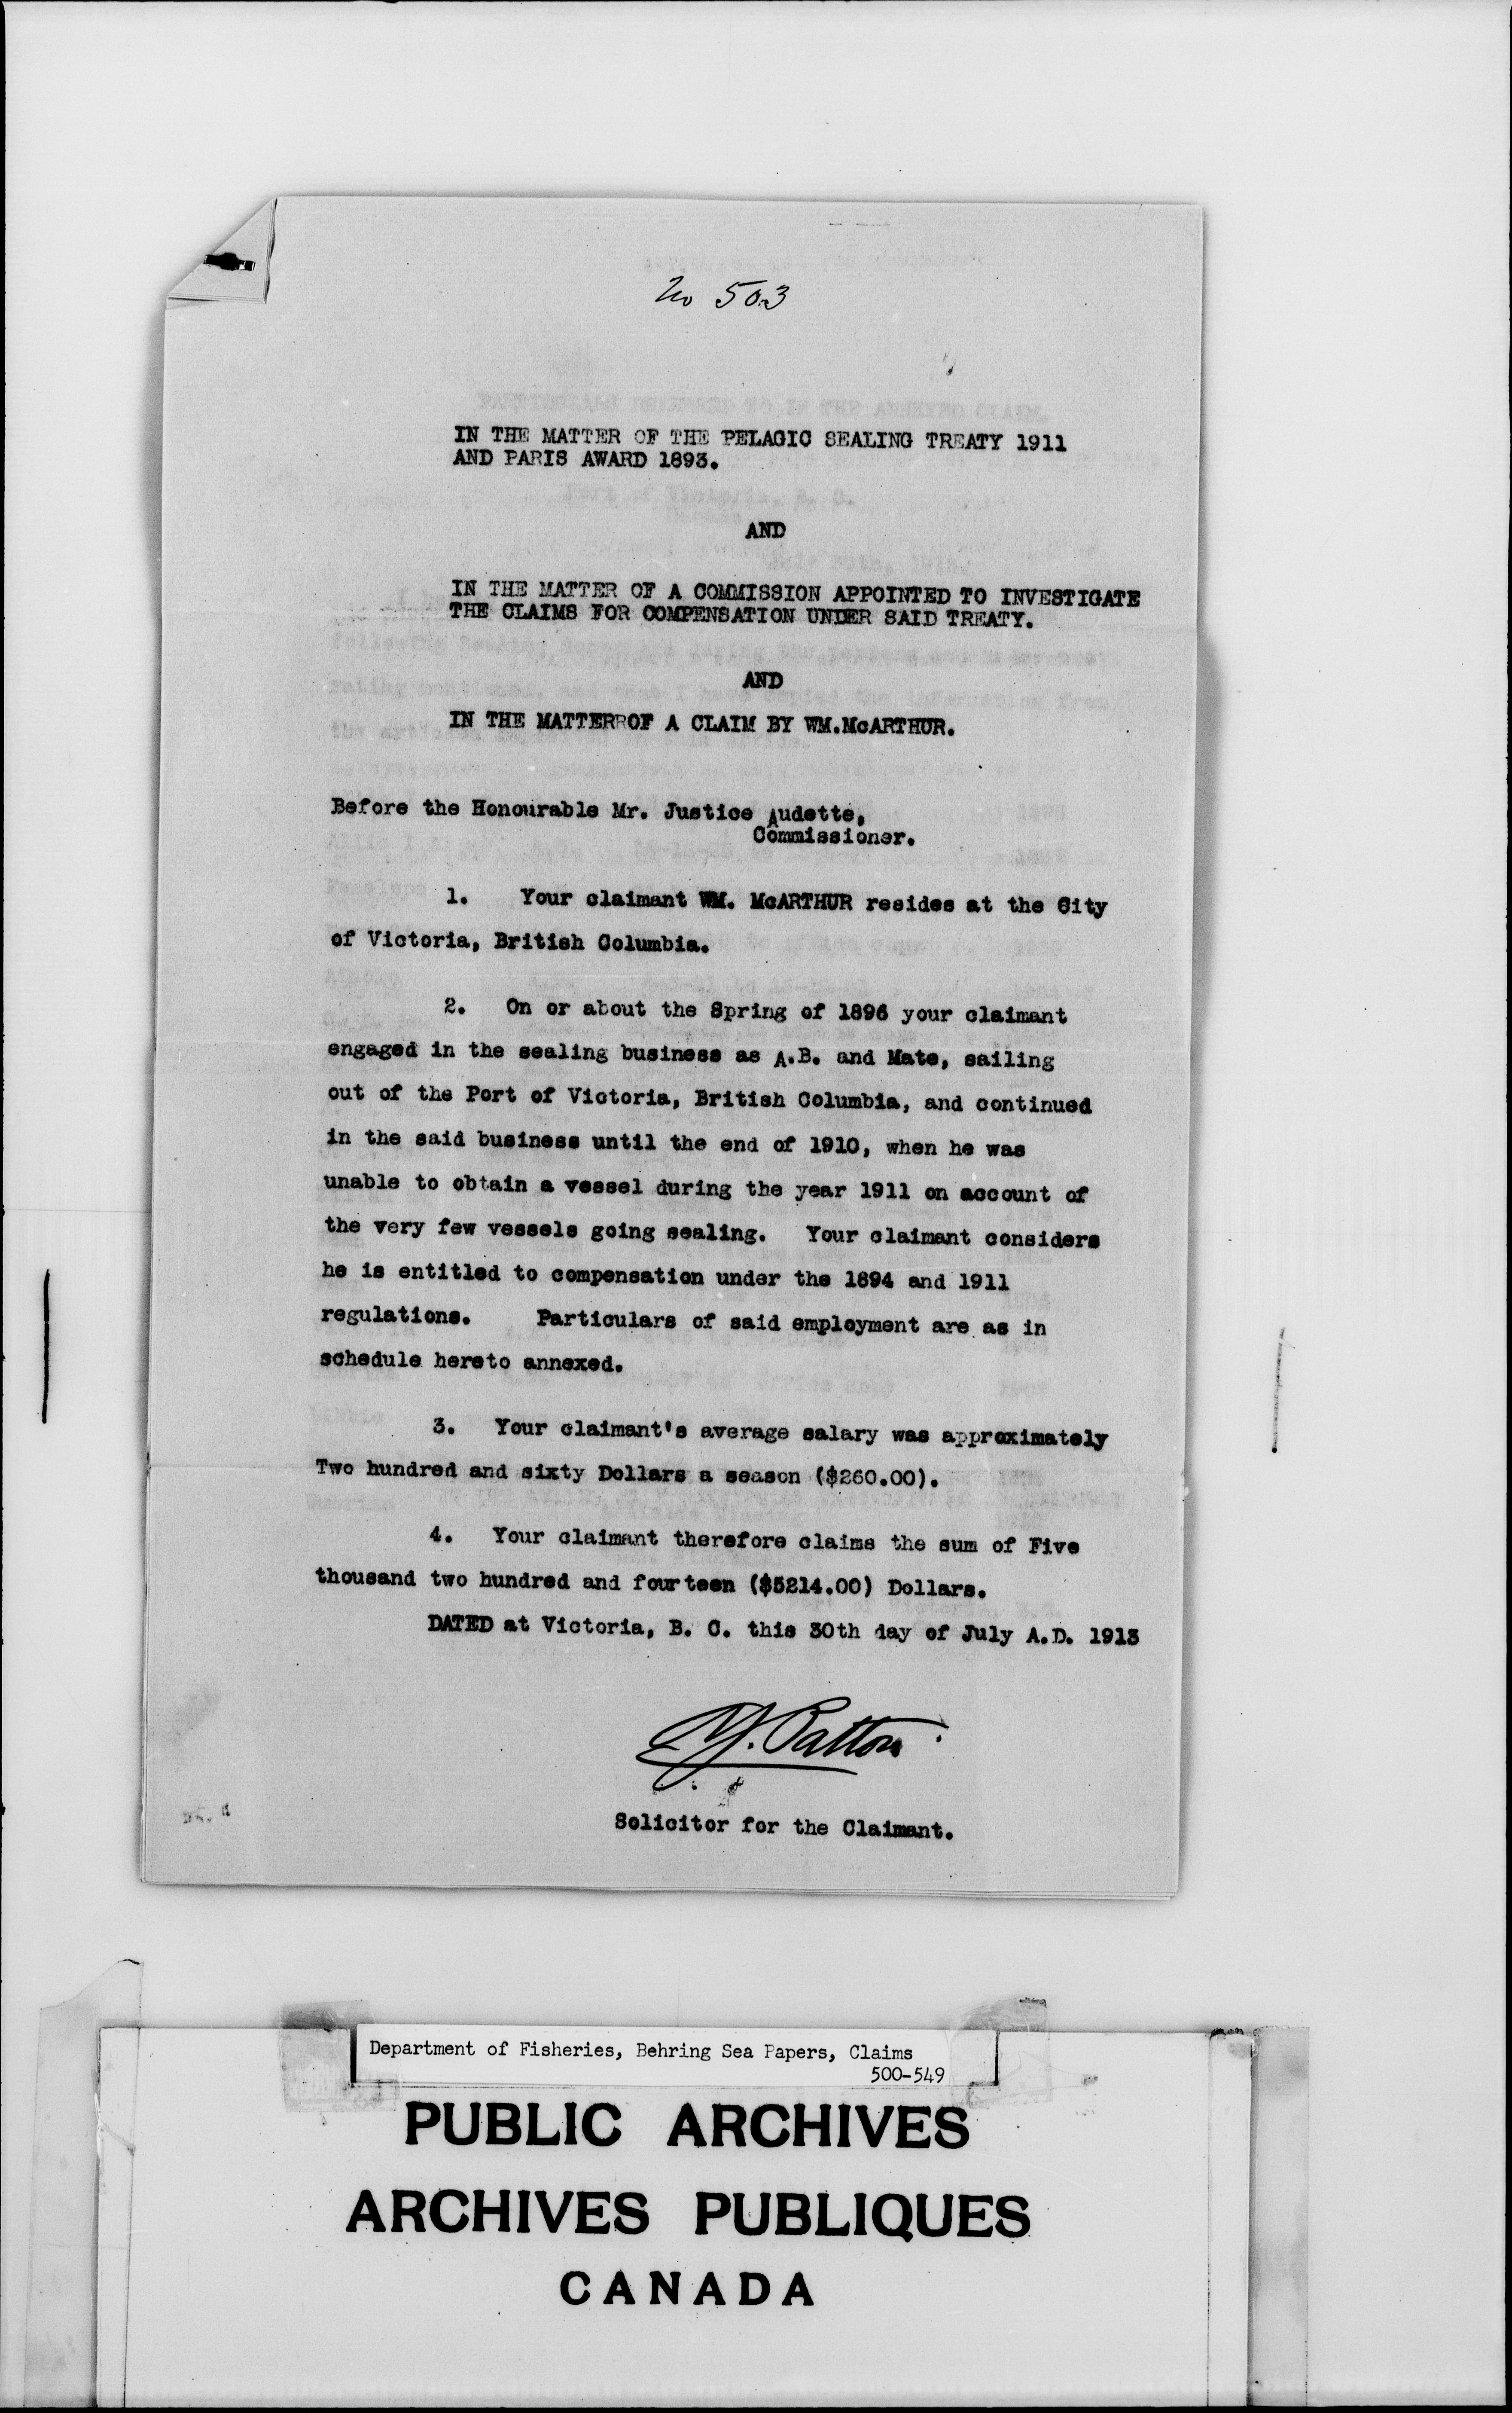 No 503
IN THE MATTER OF THE PELAGIC SEALING TREATY 1911
AND PARIS AWARD 1893.
AND
IN THE MATTER OF A COMMISSION APPOINTED TO INVESTIGATE
THE CLAIMS FOR COMPENSATION UNDER SAID TREATY.
AND
IN THE MATTERROF A CLAIM BY WM.McARTHUR.
Before the Honourable Mr. Justice Audette,
Commissioner.
1. Your claimant WM. McARTHUR resides at the City
of Victoria, British Columbia.
2. On or about the Spring of 1896 your claimant
engaged in the sealing business as A.B. and Mate, sailing
out of the Port of Victoria, British Columbia, and continued
in the said business until the end of 1910, when he was
unable to obtain a vessel during the year 1911 on account of
the very few vessels going sealing. Your claimant considers
he is entitled to compensation under the 1894 and 1911
regulations. Particulars of said employment are as in
schedule hereto annexed.
3. Your claimant's average salary was approximately
Two hundred and sixty Dollars a season ($260.00).
4. Your claimant therefore claims the sum of Five
thousand two hundred and fourteen ($5214.00) Dollars.
DATED at Victoria, B. C. this 30th day of July A.D. 1913
Patton
Solicitor for the Claimant.
Department of Fisheries, Behring Sea Papers, Claims
500-549
PUBLIC ARCHIVES
ARCHIVES PUBLIQUES
CANADA